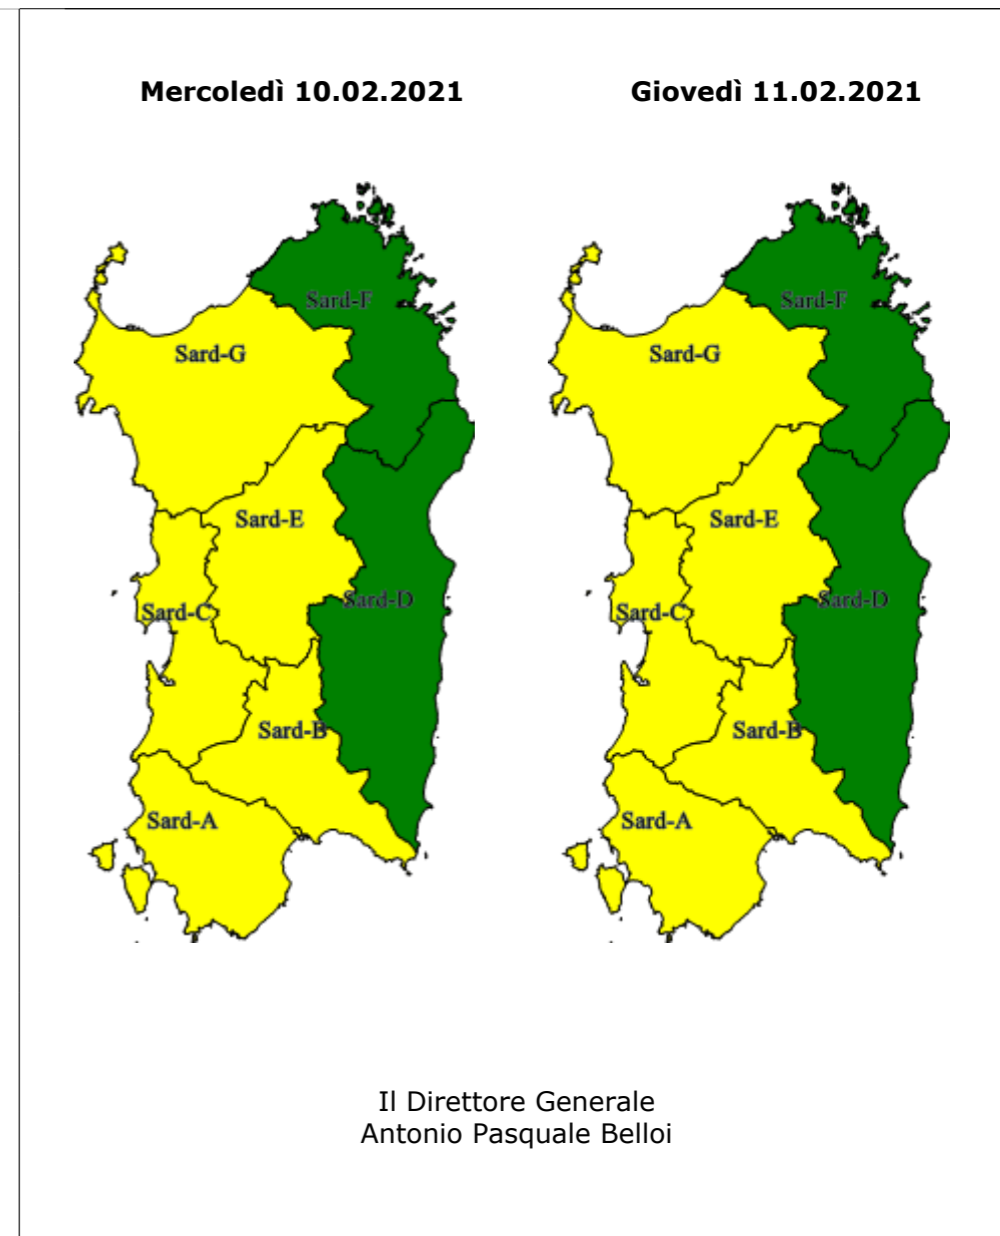 Mercoledì 10.02.2021
Giovedì 11.02.2021
Sard-F
Sard-G
Sard-E
Sard-D
Sard-C
Sard-B
Sard-A
Sard-F
Sard-G
Sard-E
Sard-D
Sard-C
Sard-B
Sard-A
Il Direttore Generale
Antonio Pasquale Belloi